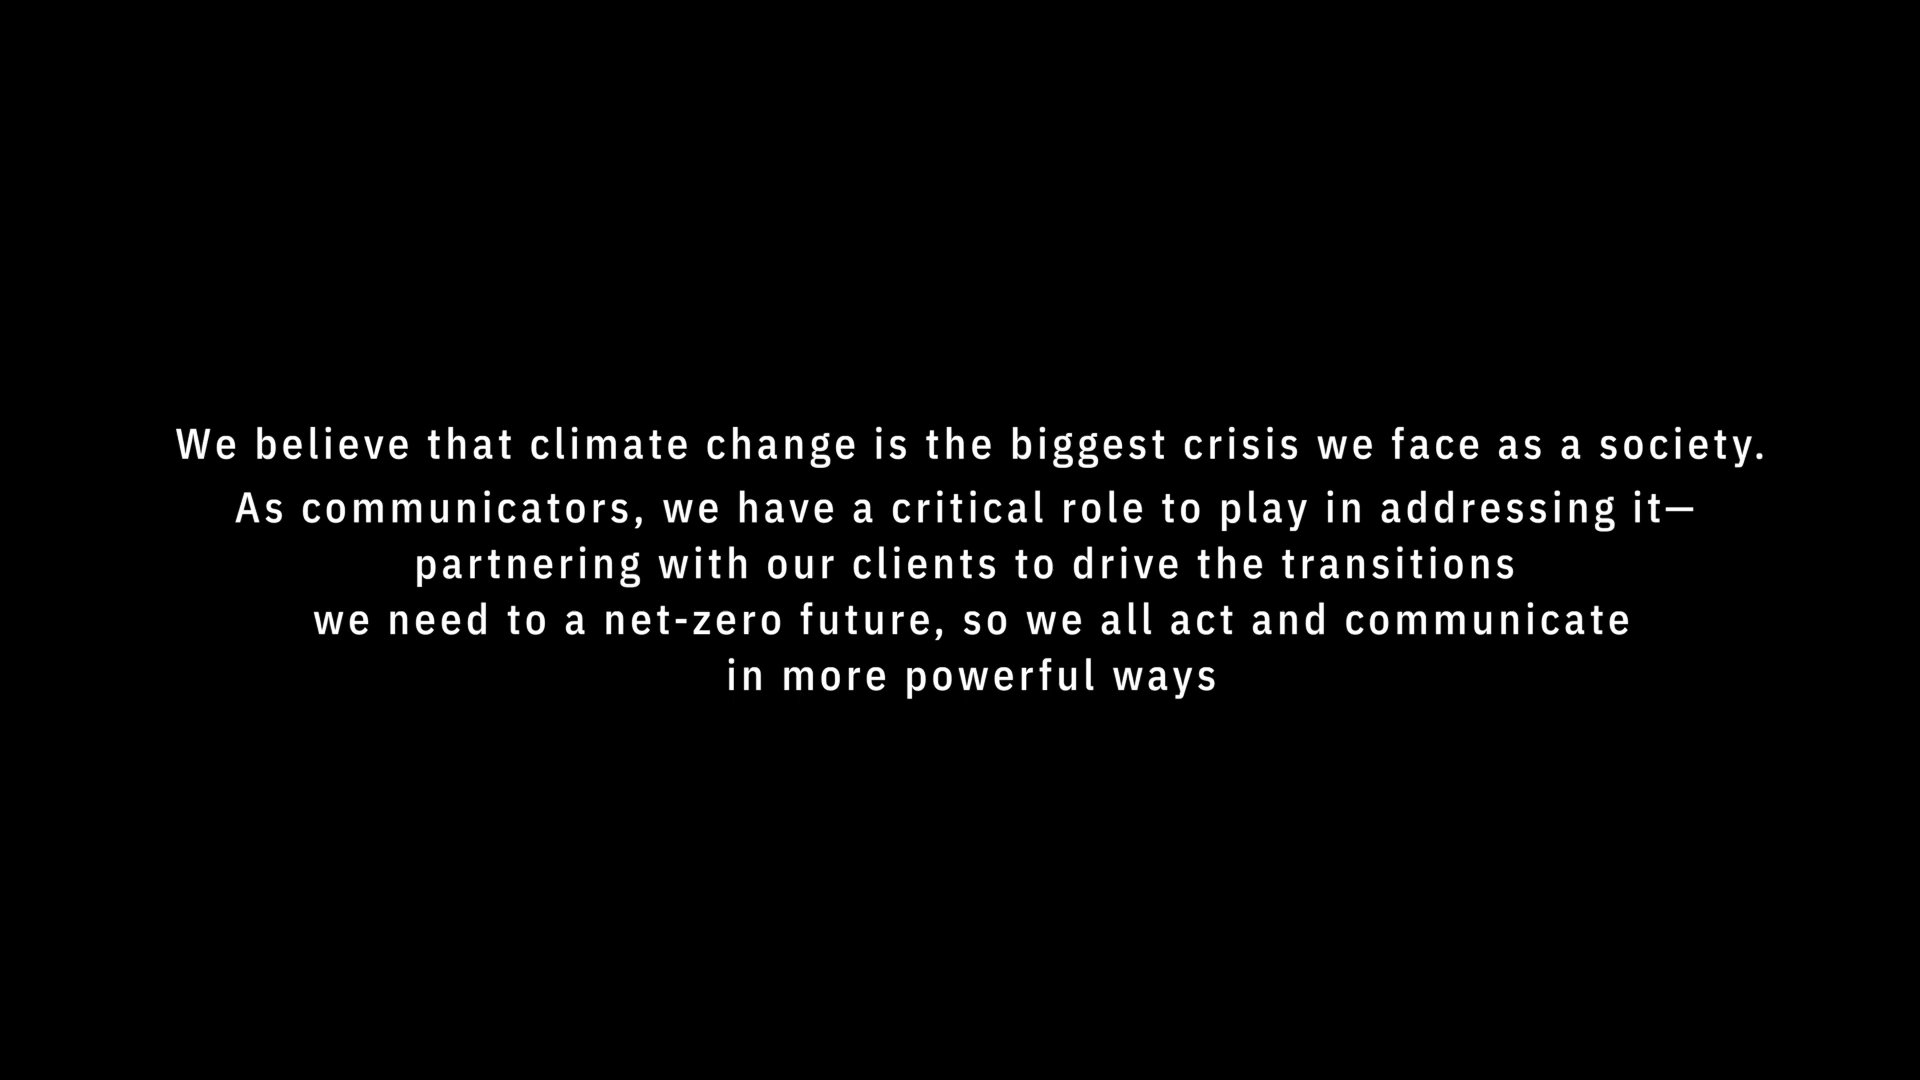 We believe that climate change is the biggest crisis we face as a society.
As communicators, we have a critical role to play in addressing it—
partnering with our clients to drive the transitions
we need to a net-zero future, so we all act and communicate
in more powerful ways